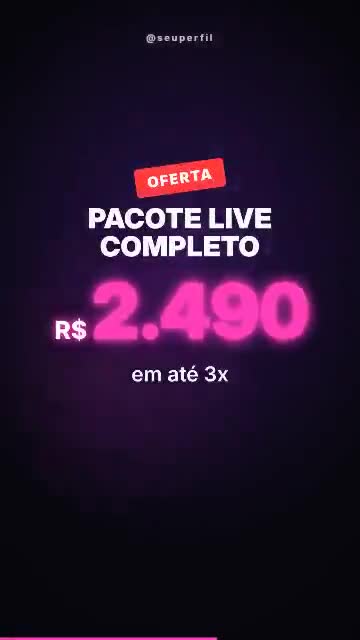 @seuperfil
OFERTA
PACOTE LIVE
COMPLETO
R$ 2.490
em até 3x